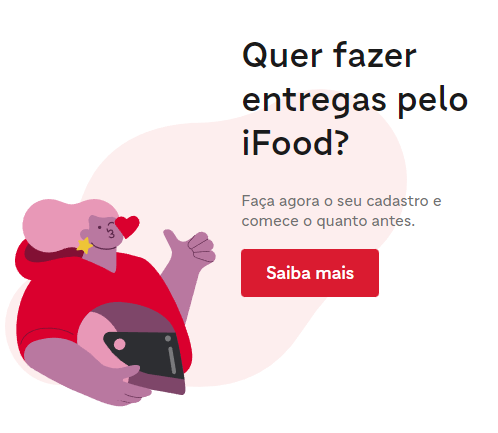 Quer fazer
entregas pelo
iFood?
Faça agora o seu cadastro e
comece o quanto antes.
Saiba mais